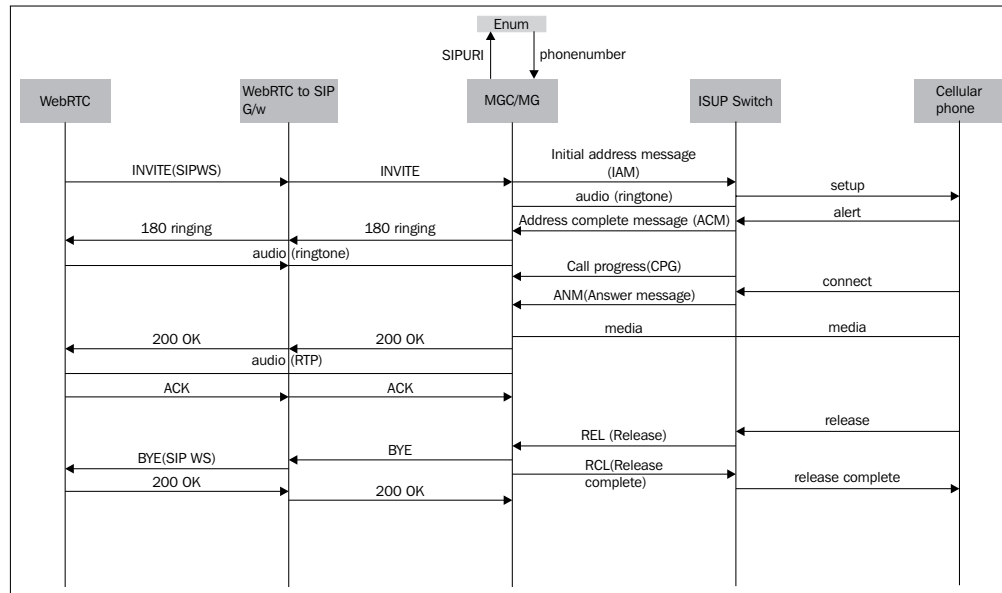 Enum
SIPURI
phonenumber
WebRTC
WebRTC to SIP
G/w
MGC/MG
ISUP Switch
Cellular
phone
INVITE(SIPWS)
INVITE
Initial address message
(IAM)
audio (ringtone)
setup
Address complete message (ACM)
alert
180 ringing
180 ringing
audio (ringtone)
Call progress(CPG)
connect
ANM(Answer message)
media
media
200 OK
200 OK
audio (RTP)
ACK
ACK
release
REL (Release)
BYE
BYE(SIP WS)
RCL(Release
complete)
200 OK
200 OK
release complete